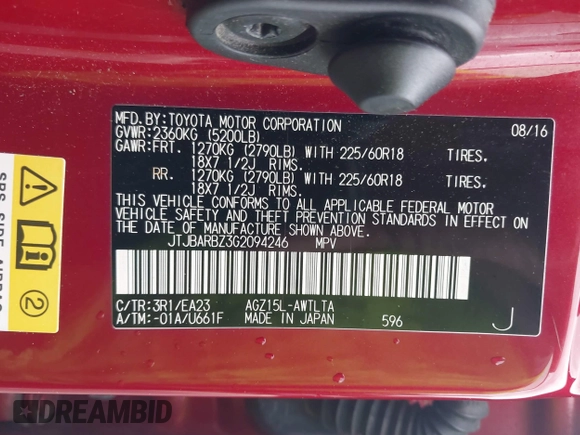 MFD.BY:TOYOTA MOTOR CORPORATION 08/16
GVWR:2360KG (5200LB)
GAWR:FRT. 1270KG (2790LB) WITH 225/60R18 TIRES.
18X7 1/2J RIMS.
RR. 1270KG (2790LB) WITH 225/60R18 TIRES.
18X7 1/2J RIMS.
THIS VEHICLE CONFORMS TO ALL APPLICABLE FEDERAL MOTOR
VEHICLE SAFETY AND THEFT PREVENTION STANDARDS IN EFFECT ON
THE DATE OF MANUFACTURE SHOWN ABOVE.
JTJBARBZ3G2094246 MPV
C/TR:3R1/EA23 AGZ15L-AWTLTA
A/TM:-01A/U661F MADE IN JAPAN 596 J
SRS SIDE
2
DREAMBID